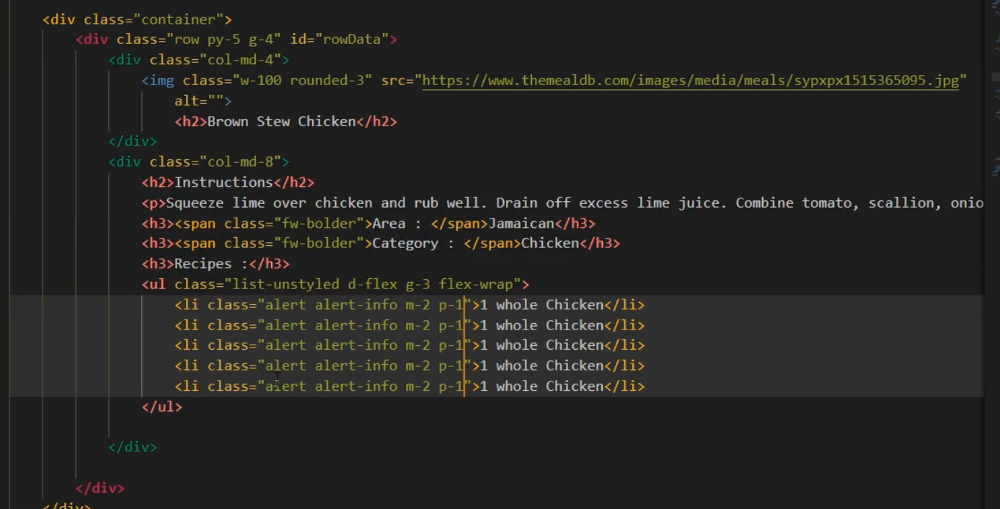 <div class="container">
<div class="row py-5 g-4" id="rowData">
<div class="col-md-4">
<img class="w-100 rounded-3" src="https://www.themealdb.com/images/media/meals/sypxpx1515365095.jpg"
alt="">
<h2>Brown Stew Chicken</h2>
</div>
<div class="col-md-8">
<h2>Instructions</h2>
<p>Squeeze lime over chicken and rub well. Drain off excess lime juice. Combine tomato, scallion, onio
<h3><span class="fw-bolder">Area : </span>Jamaican</h3>
<h3><span class="fw-bolder">Category : </span>Chicken</h3>
<h3>Recipes :</h3>
<ul class="list-unstyled d-flex g-3 flex-wrap">
<li class="alert alert-info m-2 p-1">1 whole Chicken</li>
<li class="alert alert-info m-2 p-1">1 whole Chicken</li>
<li class="alert alert-info m-2 p-1">1 whole Chicken</li>
<li class="alert alert-info m-2 p-1">1 whole Chicken</li>
<li class="alert alert-info m-2 p-1">1 whole Chicken</li>
</ul>
</div>
</div>
</div>